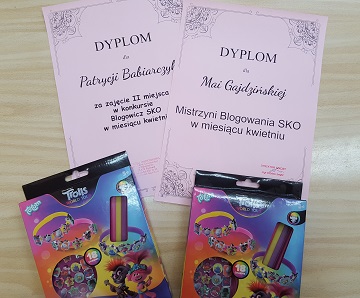 DYPLOM
dla
Patrycji Babiarczyk
za zajęcie II miejsca
w konkursie
Blogowicz SKO
w miesiącu kwietniu
DYPLOM
dla
Mai Gajdzińskiej
Mistrzyni Blogowania SKO
w miesiącu kwietniu
Trolls
Trolls